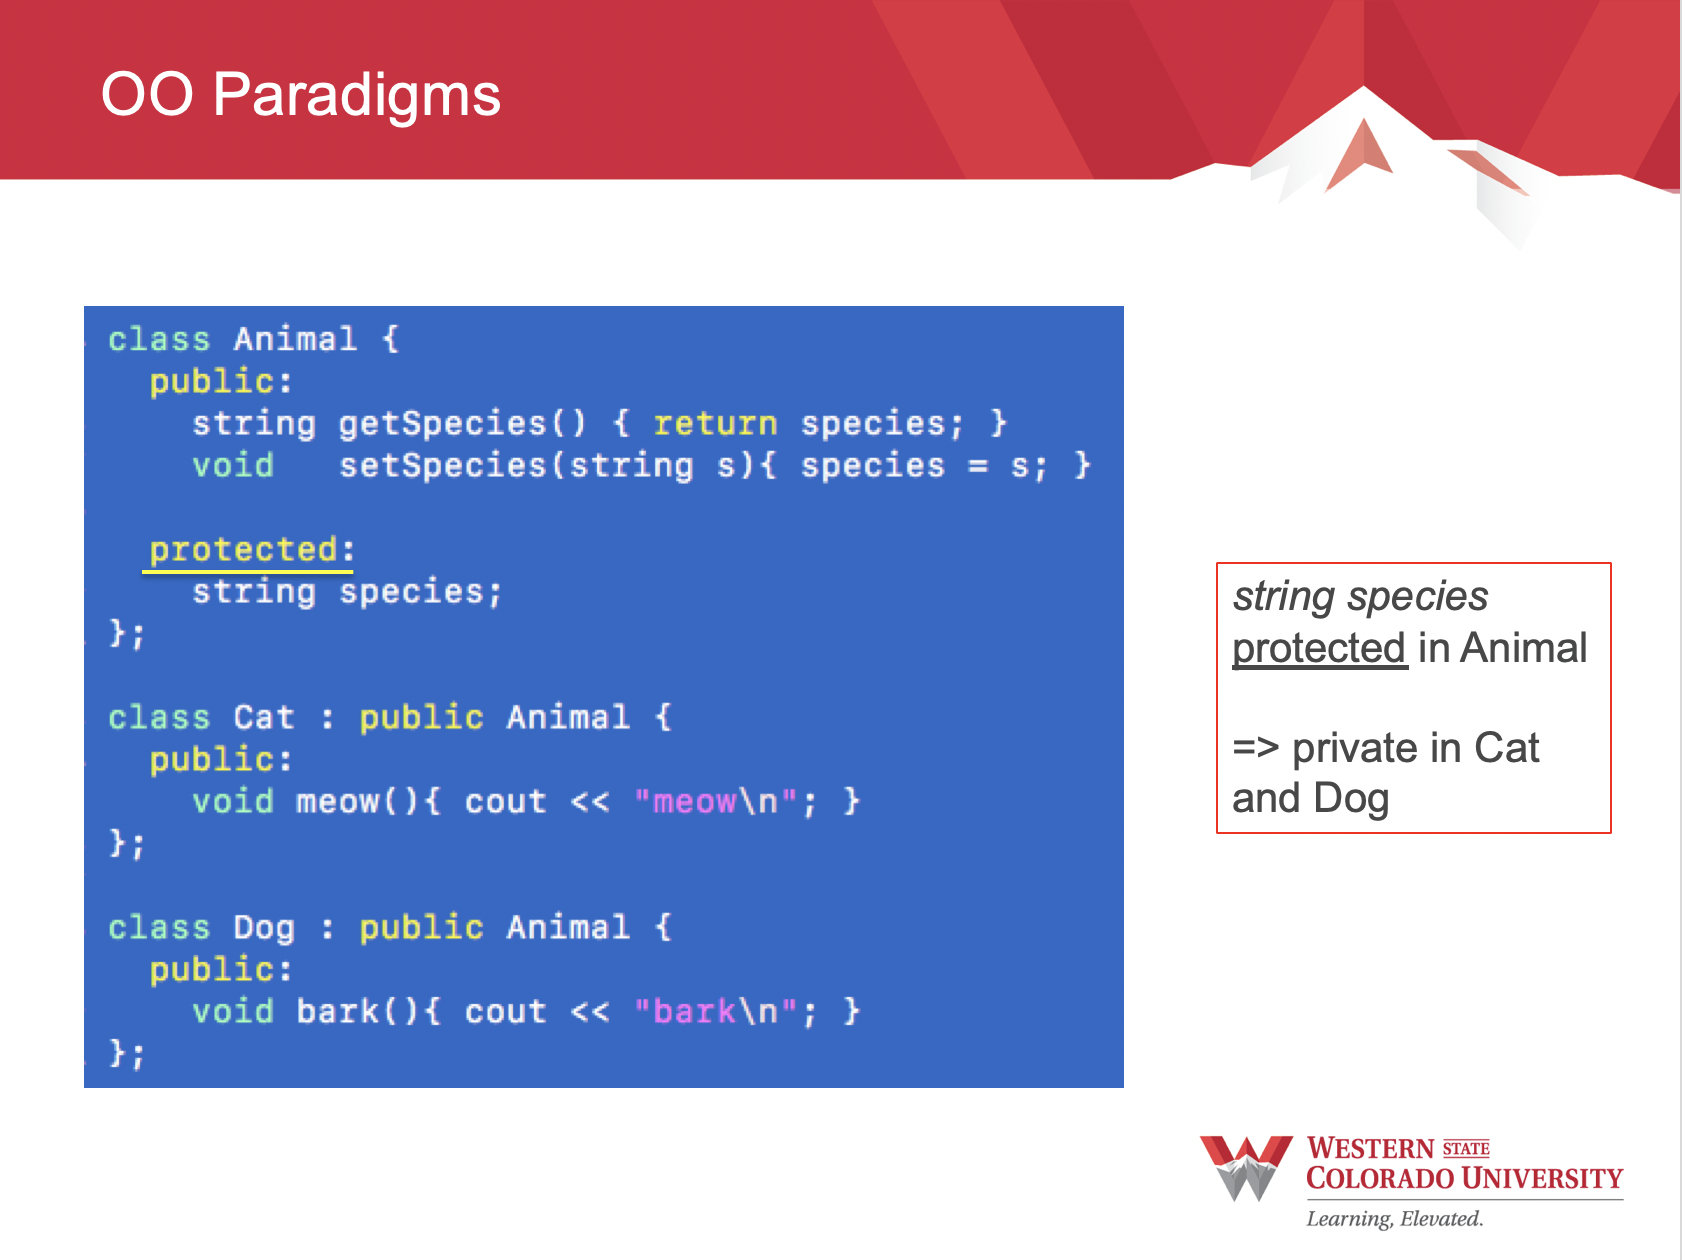 OO Paradigms
class Animal {
  public:
    string getSpecies() { return species; }
    void   setSpecies(string s){ species = s; }
  protected:
    string species;
};
class Cat : public Animal {
  public:
    void meow(){ cout << "meow\n"; }
};
class Dog : public Animal {
  public:
    void bark(){ cout << "bark\n"; }
};
string species
protected in Animal
=> private in Cat
and Dog
WESTERN STATE
COLORADO UNIVERSITY
Learning, Elevated.